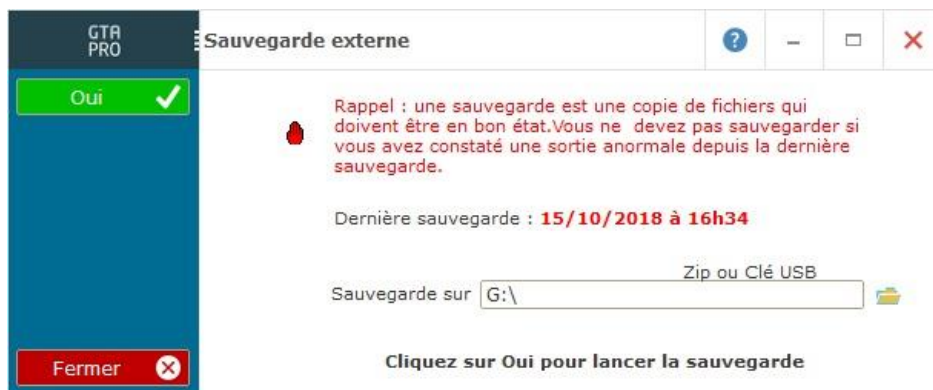 GTA
PRO
Sauvegarde externe
?
Oui
Rappel : une sauvegarde est une copie de fichiers qui
doivent être en bon état.Vous ne devez pas sauvegarder si
vous avez constaté une sortie anormale depuis la dernière
sauvegarde.
Dernière sauvegarde : 15/10/2018 à 16h34
Zip ou Clé USB
Sauvegarde sur G:\
Fermer
Cliquez sur Oui pour lancer la sauvegarde